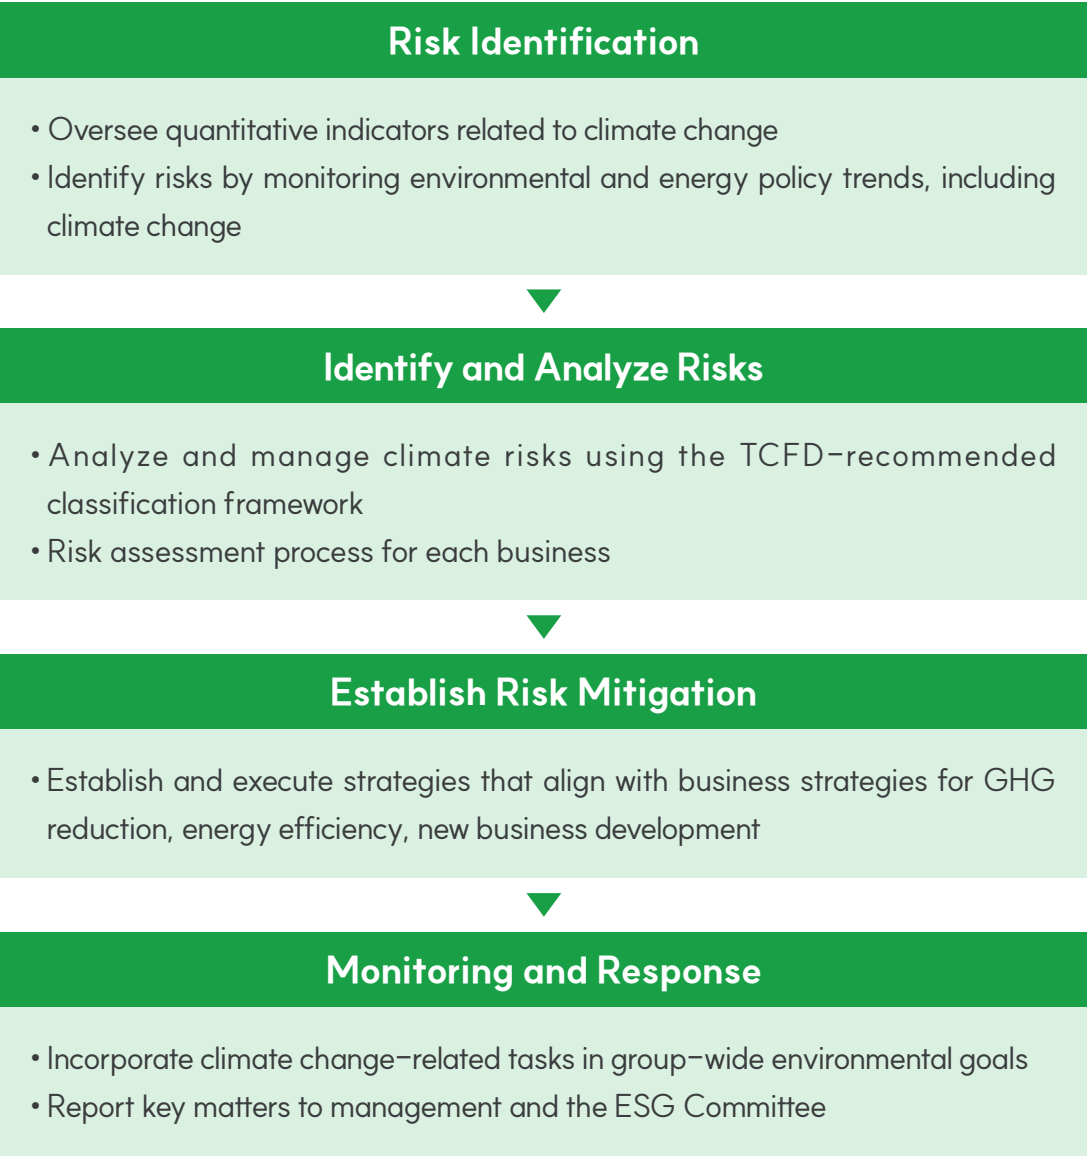 Risk Identification
• Oversee quantitative indicators related to climate change
• Identify risks by monitoring environmental and energy policy trends, including
climate change
Identify and Analyze Risks
• Analyze and manage climate risks using the TCFD-recommended
classification framework
• Risk assessment process for each business
Establish Risk Mitigation
• Establish and execute strategies that align with business strategies for GHG
reduction, energy efficiency, new business development
Monitoring and Response
• Incorporate climate change-related tasks in group-wide environmental goals
• Report key matters to management and the ESG Committee